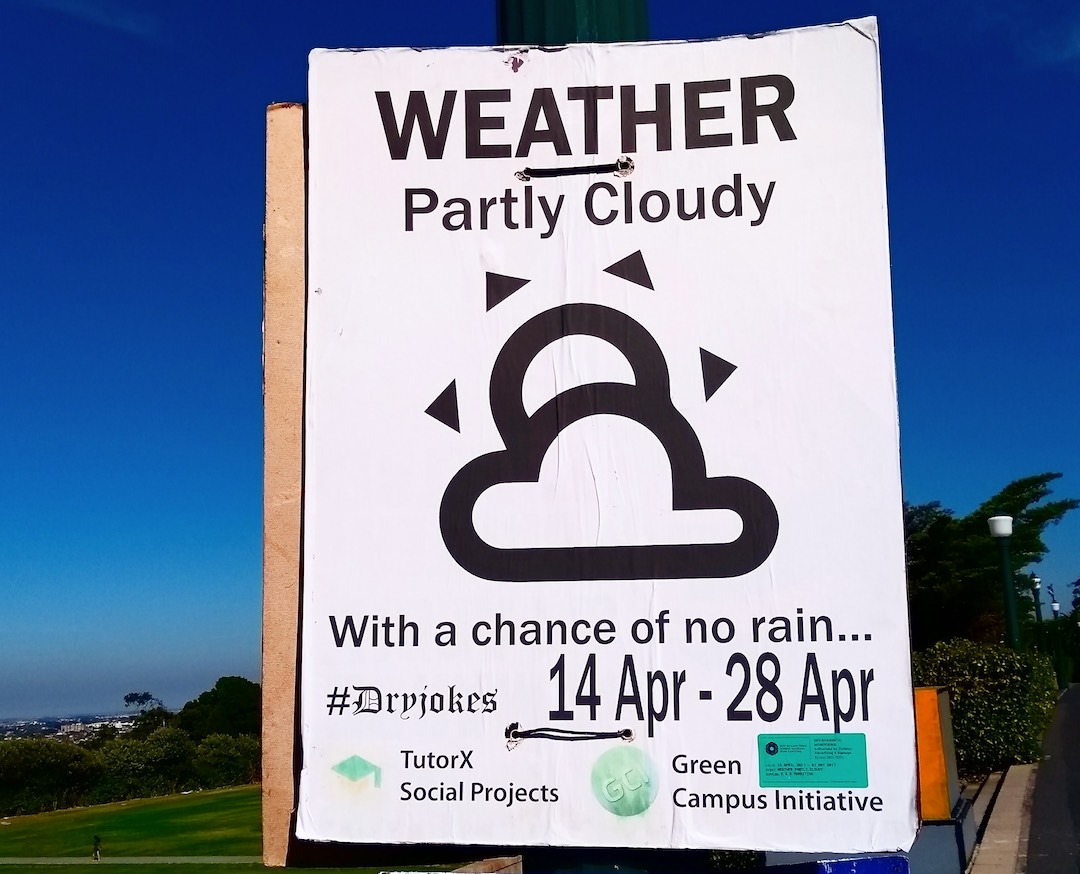 WEATHER
Partly Cloudy
With a chance of no rain...
#Dryjokes
14 Apr - 28 Apr
TutorX
Social Projects
GCI
Green
Campus Initiative